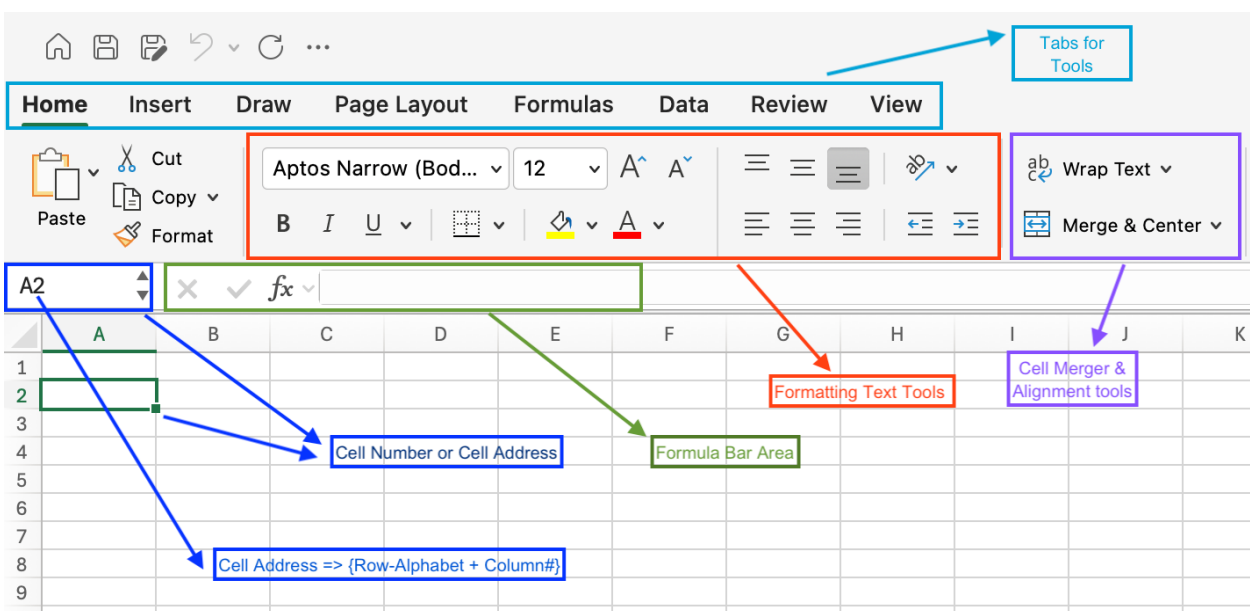 Tabs for
Tools
Home Insert Draw Page Layout Formulas Data Review View
Cut
Copy
Paste
Format
Aptos Narrow (Bod... 12 A A
B I U A
ab
ab
c
Wrap Text
Merge & Center
A2 fx
A B C D E F G H I J K
1
2
3
4
5
6
7
8
9
Cell Merger &
Alignment tools
Formatting Text Tools
Cell Number or Cell Address
Formula Bar Area
Cell Address => {Row-Alphabet + Column#}